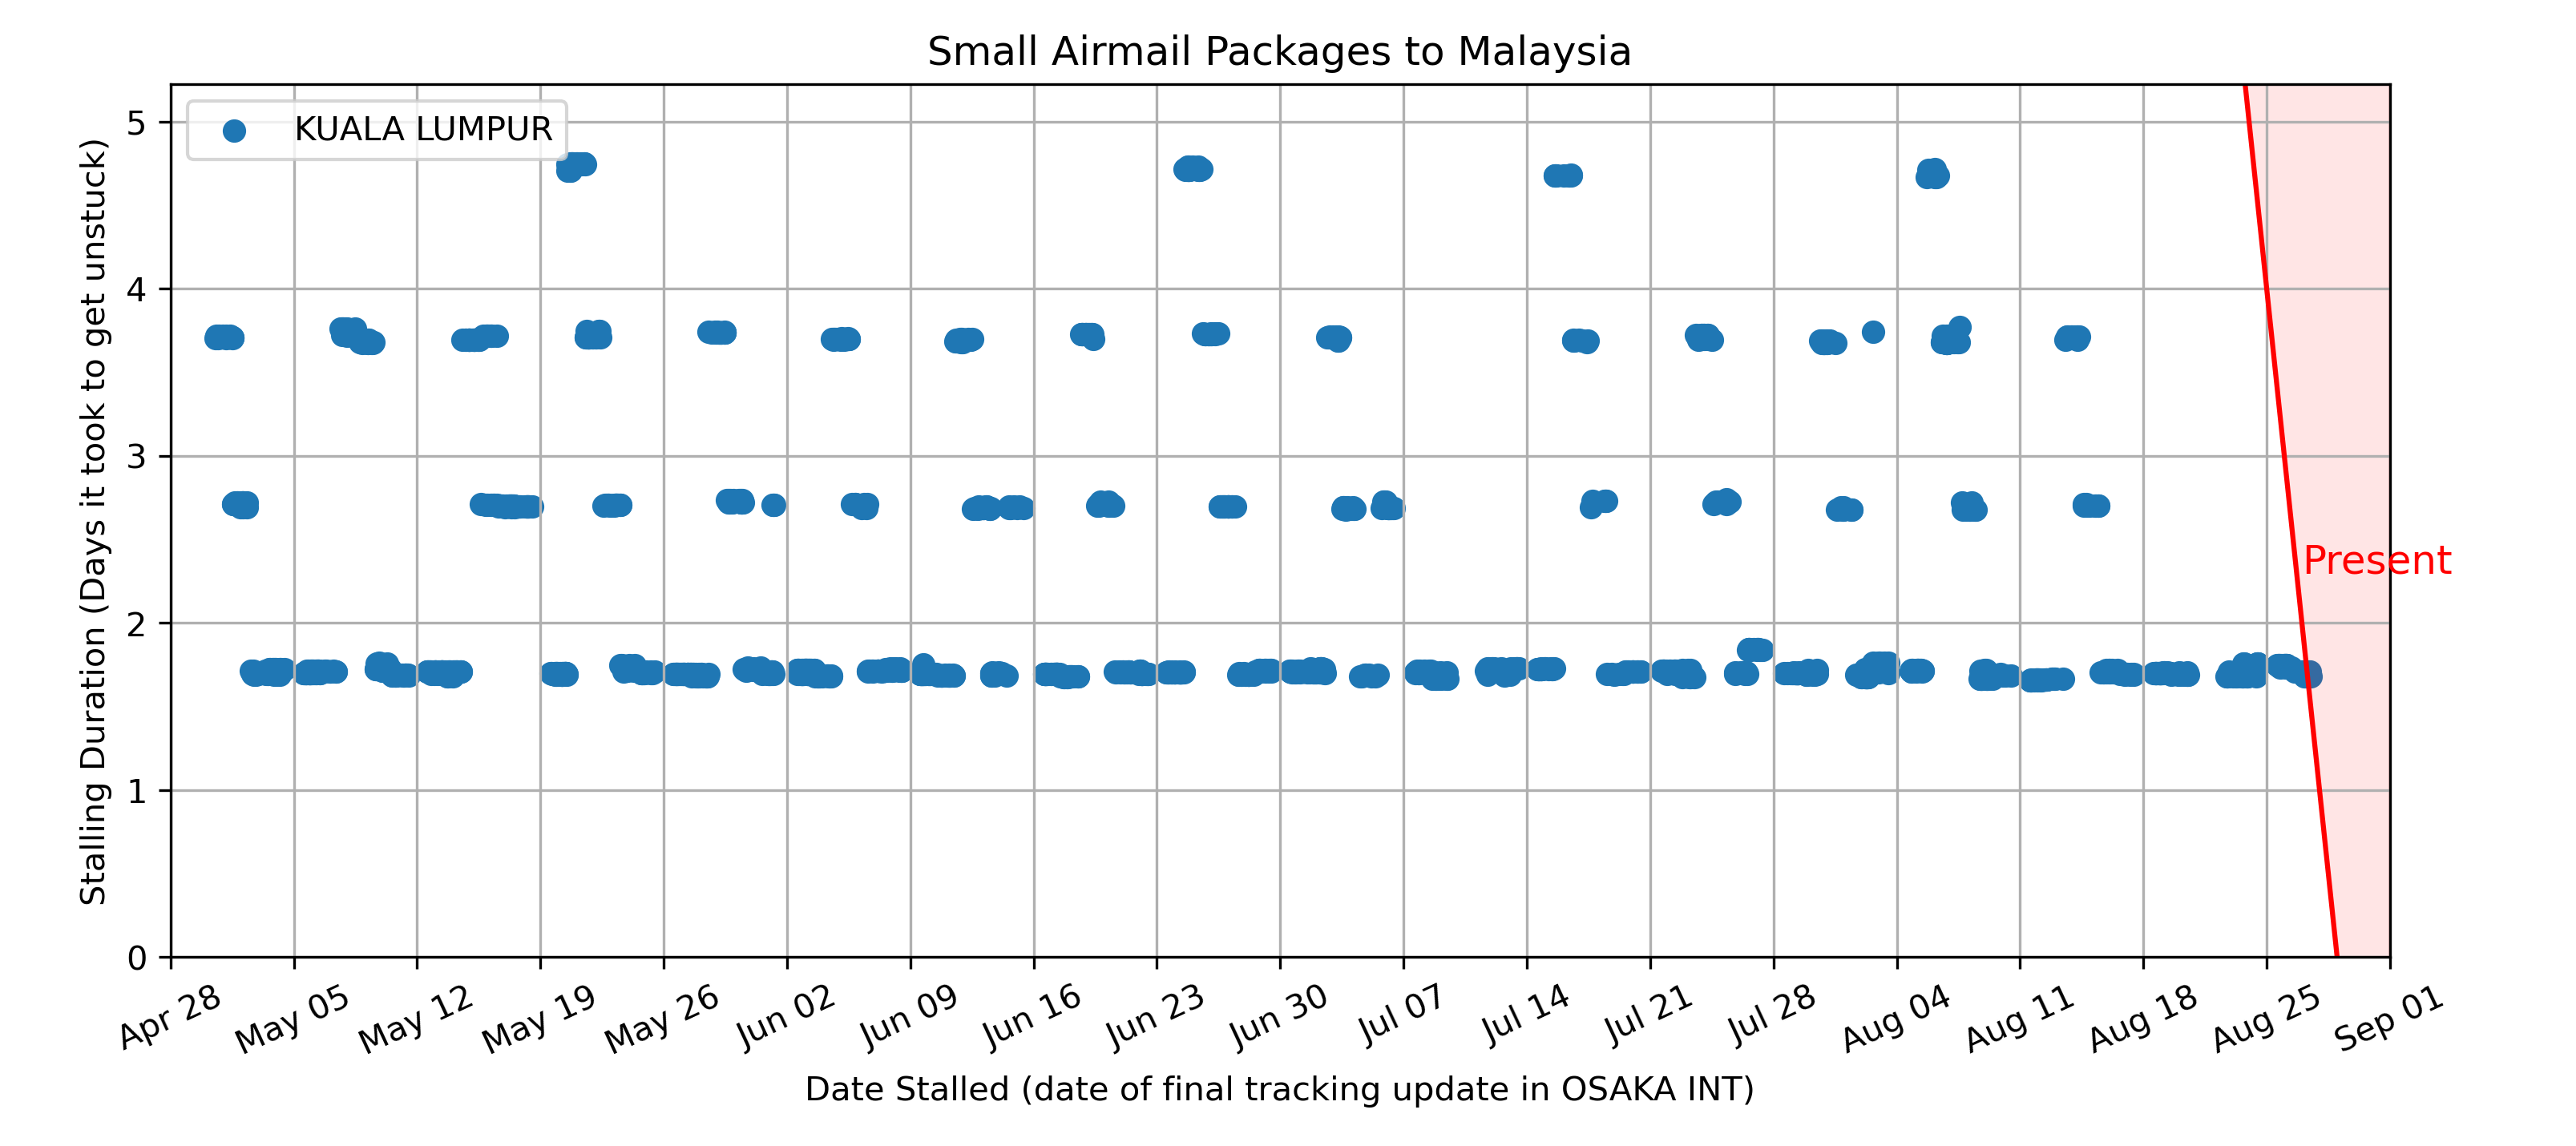 Small Airmail Packages to Malaysia
KUALA LUMPUR
Stalling Duration (Days it took to get unstuck)
5
4
3
2
1
0
Present
Apr 28
May 05
May 12
May 19
May 26
Jun 02
Jun 09
Jun 16
Jun 23
Jun 30
Jul 07
Jul 14
Jul 21
Jul 28
Aug 04
Aug 11
Aug 18
Aug 25
Sep 01
Date Stalled (date of final tracking update in OSAKA INT)